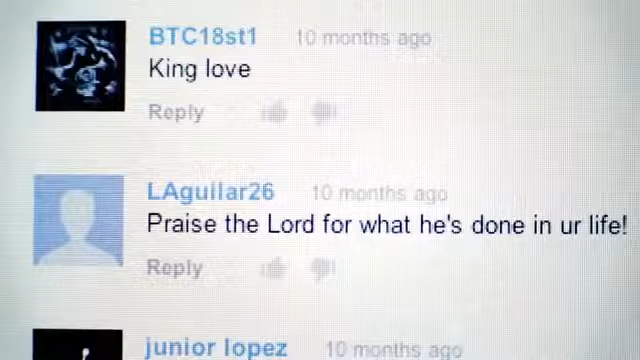 BTC18st1 10 months ago
King love
Reply
LAguilar26 10 months ago
Praise the Lord for what he's done in ur life!
Reply
junior lopez 10 months ago